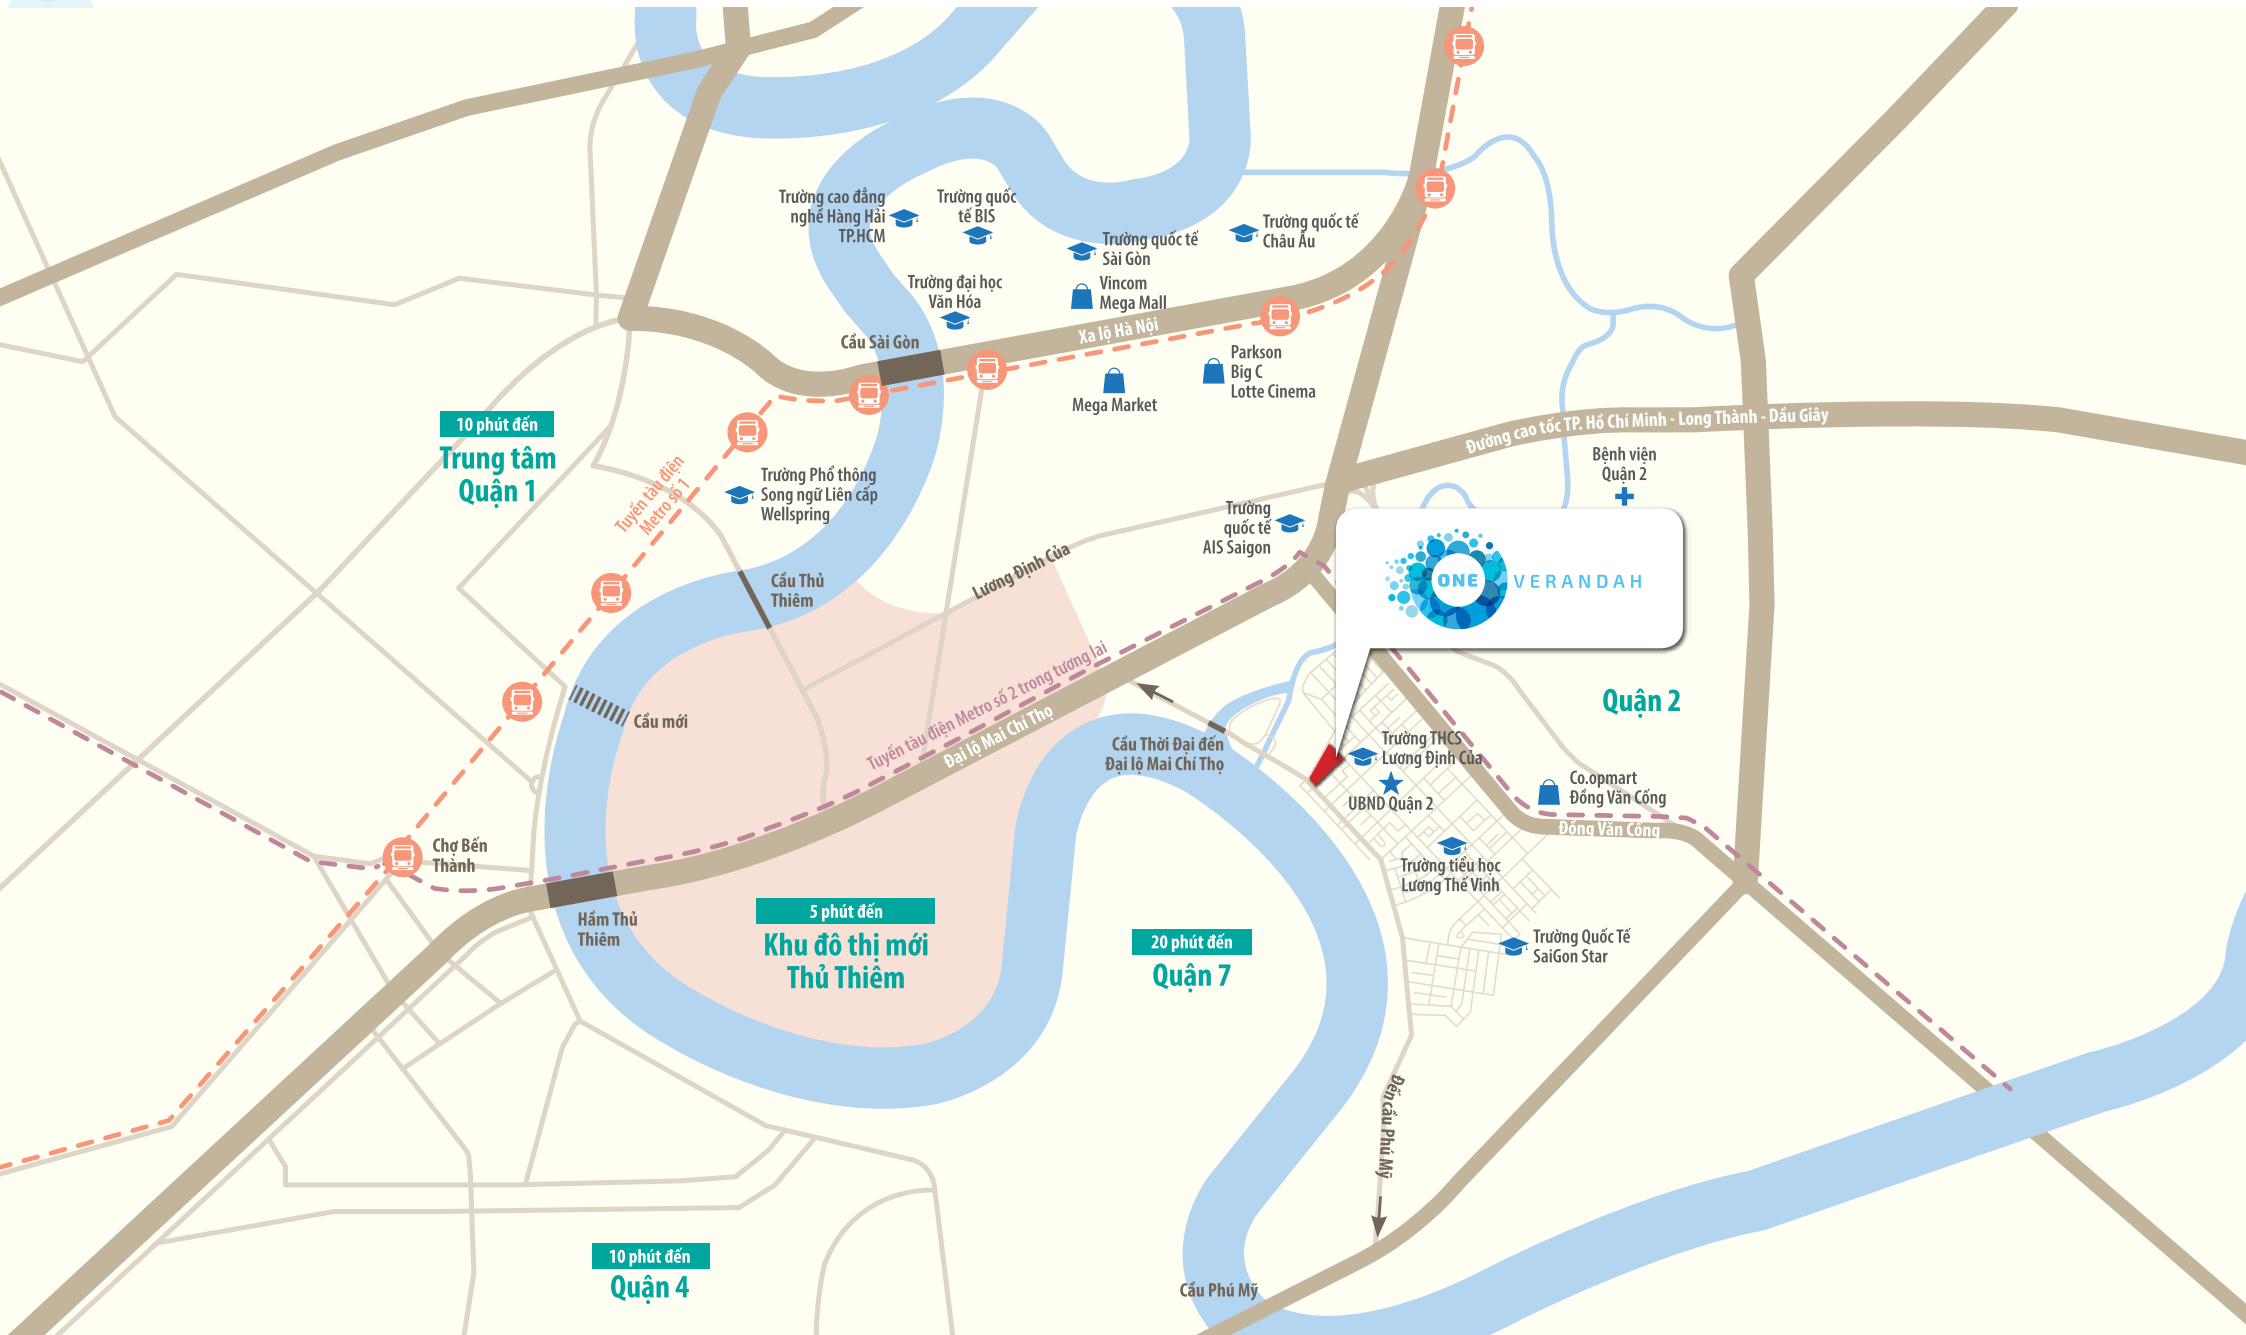 Trường cao đẳng
nghề Hàng Hải
TP.HCM
Trường quốc
tế BIS
Trường quốc tế
Sài Gòn
Trường quốc tế
Châu Âu
Trường đại học
Văn Hóa
Vincom
Mega Mall
Cầu Sài Gòn
Xa lộ Hà Nội
Parkson
Big C
Lotte Cinema
Mega Market
10 phút đến
Trung tâm
Quận 1
Đường cao tốc TP. Hồ Chí Minh - Long Thành - Dầu Giây
Bệnh viện
Quận 2
Tuyến tàu điện
Metro số 1
Trường Phổ thông
Song ngữ Liên cấp
Wellspring
Trường
quốc tế
AIS Saigon
ONE VERANDAH
Lương Định Của
Cầu Thủ
Thiêm
Cầu mới
Tuyến tàu điện Metro số 2 trong tương lai
Đại lộ Mai Chí Thọ
Quận 2
Cầu Thời Đại đến
Đại lộ Mai Chí Thọ
Trường THCS
Lương Định Của
UBND Quận 2
Co.opmart
Đồng Văn Cống
Đồng Văn Cống
Chợ Bến
Thành
Trường tiểu học
Lương Thế Vinh
Hầm Thủ
Thiêm
5 phút đến
Khu đô thị mới
Thủ Thiêm
20 phút đến
Quận 7
Trường Quốc Tế
SaiGon Star
Đến cầu Phú Mỹ
10 phút đến
Quận 4
Cầu Phú Mỹ